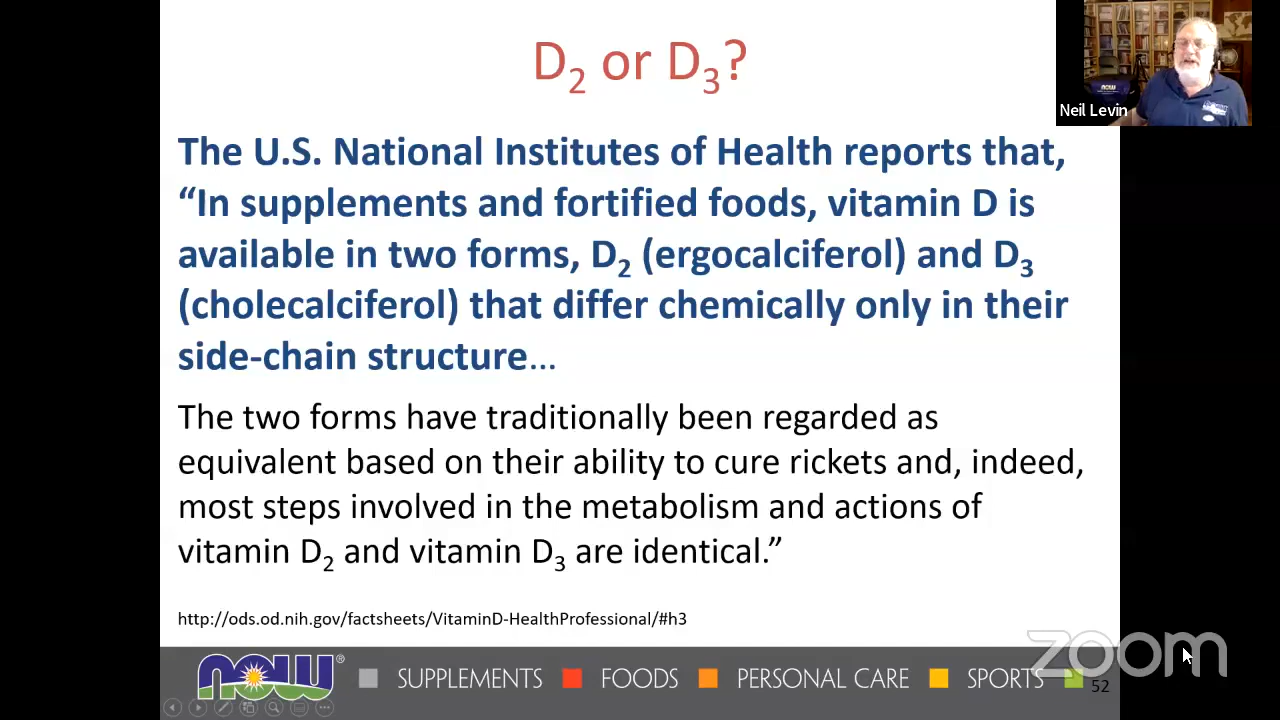 D2 or D3?
Neil Levin
The U.S. National Institutes of Health reports that,
“In supplements and fortified foods, vitamin D is
available in two forms, D2 (ergocalciferol) and D3
(cholecalciferol) that differ chemically only in their
side-chain structure...
The two forms have traditionally been regarded as
equivalent based on their ability to cure rickets and, indeed,
most steps involved in the metabolism and actions of
vitamin D2 and vitamin D3 are identical.”
http://ods.od.nih.gov/factsheets/VitaminD-HealthProfessional/#h3
zoom
NOW® SUPPLEMENTS FOODS PERSONAL CARE SPORTS 52